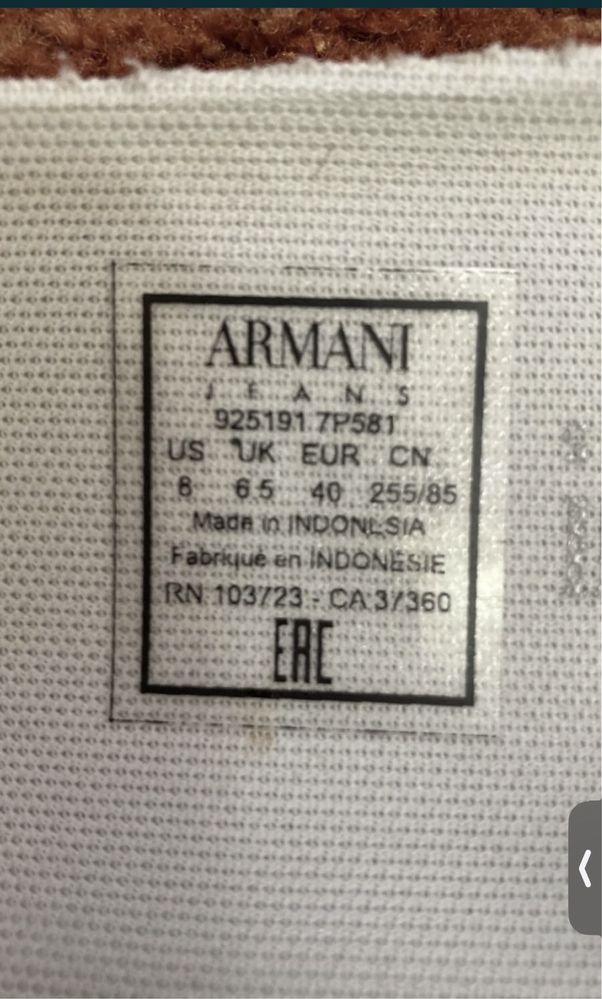 ARMANI
JEANS
925191 7P581
US UK EUR CN
8 6.5 40 255/85
Made in INDONESIA
Fabriqué en INDONESIE
RN 103723 - CA 37360
EAC